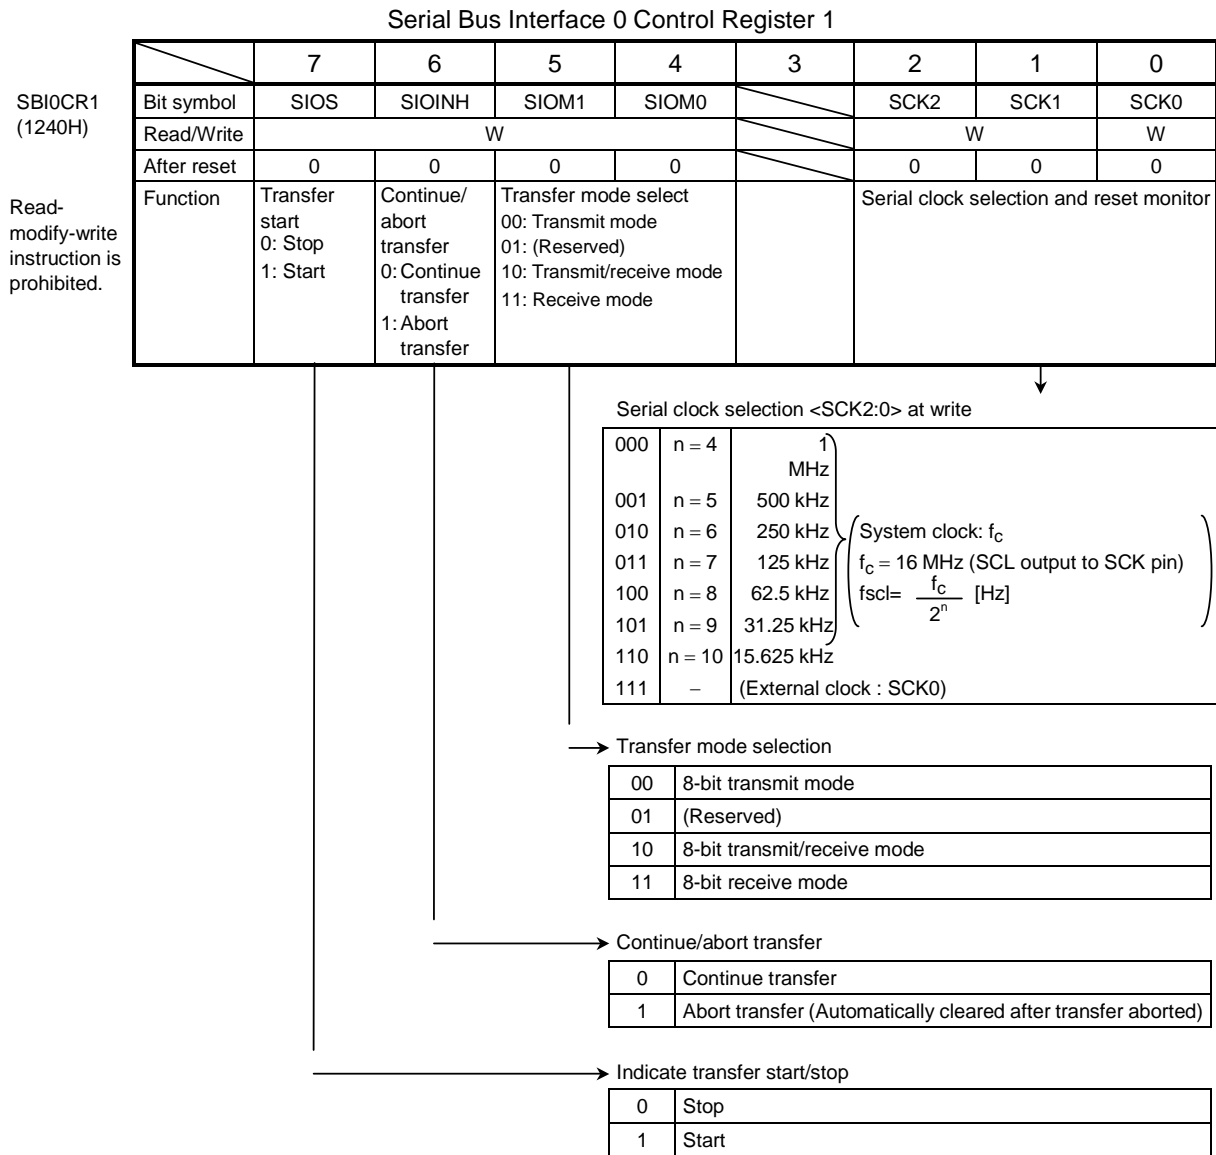 Serial Bus Interface 0 Control Register 1
7 6 5 4 3 2 1 0
SBI0CR1
(1240H)
Bit symbol SIOS SIOINH SIOM1 SIOM0 SCK2 SCK1 SCK0
Read/Write W W W
After reset 0 0 0 0 0 0 0
Read-
modify-write
instruction is
prohibited.
Function
Transfer
start
0: Stop
1: Start
Continue/
abort
transfer
0: Continue
transfer
1: Abort
transfer
Transfer mode select
00: Transmit mode
01: (Reserved)
10: Transmit/receive mode
11: Receive mode
Serial clock selection and reset monitor
Serial clock selection <SCK2:0> at write
000 n = 4 1
MHz
001 n = 5 500 kHz
010 n = 6 250 kHz
011 n = 7 125 kHz
100 n = 8 62.5 kHz
101 n = 9 31.25 kHz
110 n = 10 15.625 kHz
111 – (External clock : SCK0)
System clock: fc
fc = 16 MHz (SCL output to SCK pin)
fscl= fc/2^n [Hz]
Transfer mode selection
00 8-bit transmit mode
01 (Reserved)
10 8-bit transmit/receive mode
11 8-bit receive mode
Continue/abort transfer
0 Continue transfer
1 Abort transfer (Automatically cleared after transfer aborted)
Indicate transfer start/stop
0 Stop
1 Start